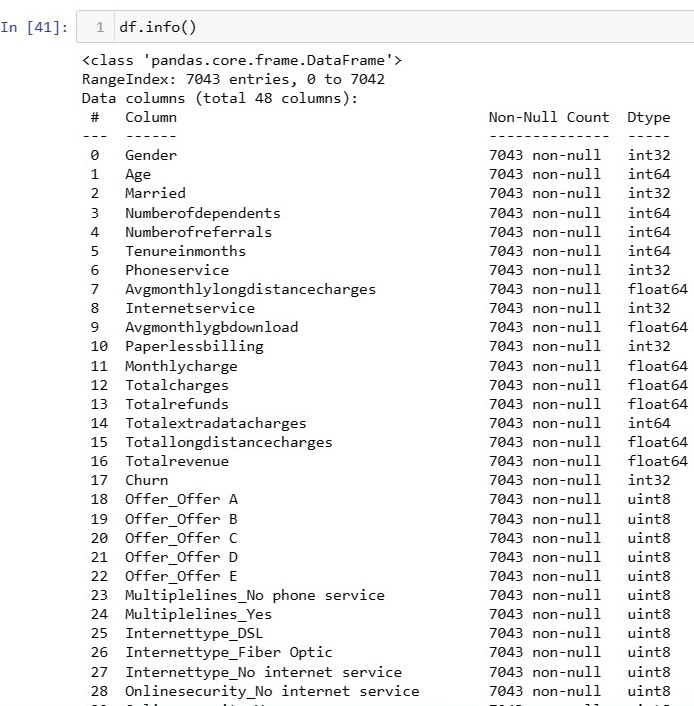 In [41]: 1 df.info()
<class 'pandas.core.frame.DataFrame'>
RangeIndex: 7043 entries, 0 to 7042
Data columns (total 48 columns):
# Column Non-Null Count Dtype
--- ------ -------------- -----
0 Gender 7043 non-null int32
1 Age 7043 non-null int64
2 Married 7043 non-null int32
3 Numberofdependents 7043 non-null int64
4 Numberofreferrals 7043 non-null int64
5 Tenureinmonths 7043 non-null int64
6 Phoneservice 7043 non-null int32
7 Avgmonthlylongdistancecharges 7043 non-null float64
8 Internetservice 7043 non-null int32
9 Avgmonthlygbdownload 7043 non-null float64
10 Paperlessbilling 7043 non-null int32
11 Monthlycharge 7043 non-null float64
12 Totalcharges 7043 non-null float64
13 Totalrefunds 7043 non-null float64
14 Totalextradatacharges 7043 non-null int64
15 Totallongdistancecharges 7043 non-null float64
16 Totalrevenue 7043 non-null float64
17 Churn 7043 non-null int32
18 Offer_Offer A 7043 non-null uint8
19 Offer_Offer B 7043 non-null uint8
20 Offer_Offer C 7043 non-null uint8
21 Offer_Offer D 7043 non-null uint8
22 Offer_Offer E 7043 non-null uint8
23 Multiplelines_No phone service 7043 non-null uint8
24 Multiplelines_Yes 7043 non-null uint8
25 Internettype_DSL 7043 non-null uint8
26 Internettype_Fiber Optic 7043 non-null uint8
27 Internettype_No internet service 7043 non-null uint8
28 Onlinesecurity_No internet service 7043 non-null uint8